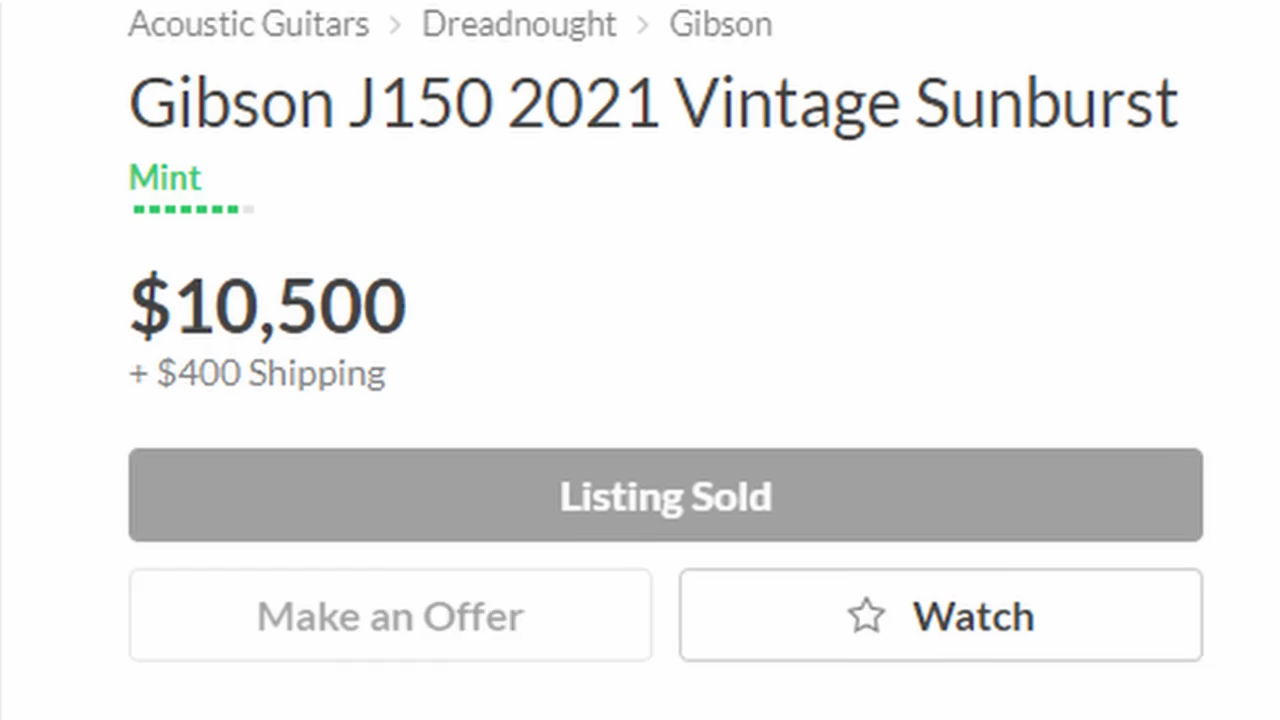 Acoustic Guitars > Dreadnought > Gibson
Gibson J150 2021 Vintage Sunburst
Mint
$10,500
+ $400 Shipping
Listing Sold
Make an Offer
Watch